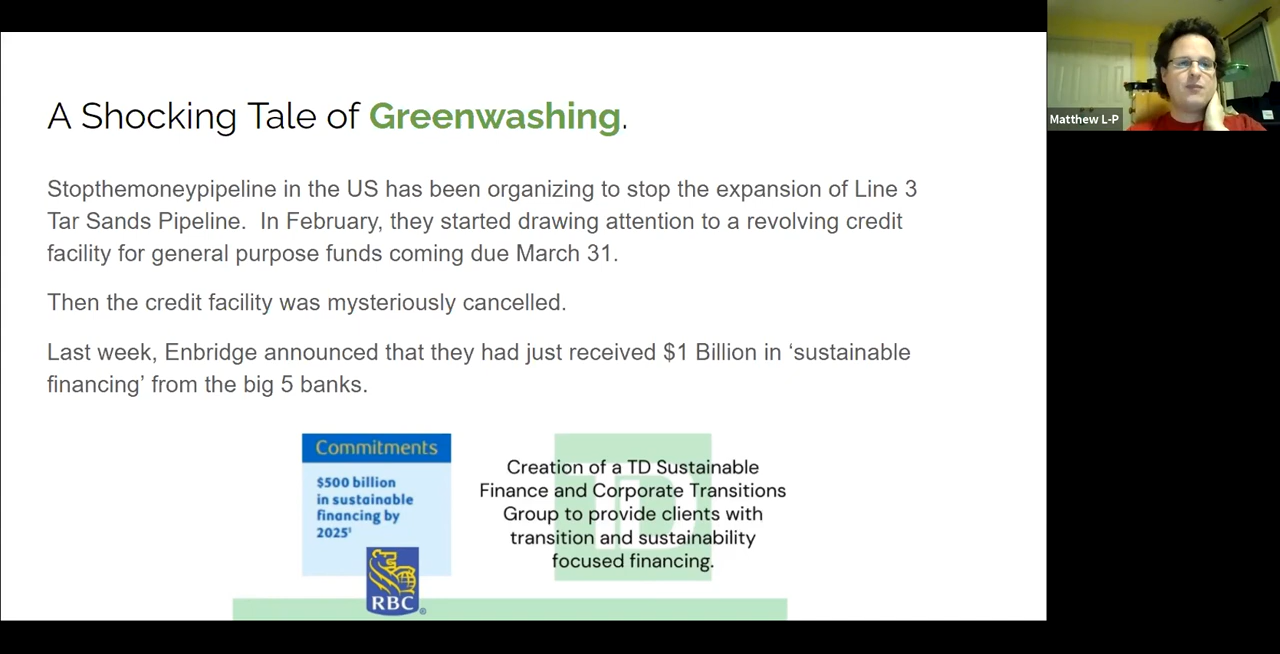 A Shocking Tale of Greenwashing.
Matthew L-P
Stopthemoneypipeline in the US has been organizing to stop the expansion of Line 3
Tar Sands Pipeline.  In February, they started drawing attention to a revolving credit
facility for general purpose funds coming due March 31.
Then the credit facility was mysteriously cancelled.
Last week, Enbridge announced that they had just received $1 Billion in ‘sustainable
financing’ from the big 5 banks.
Commitments
$500 billion
in sustainable
financing by
2025¹
RBC®
Creation of a TD Sustainable
Finance and Corporate Transitions
Group to provide clients with
transition and sustainability
focused financing.
TD